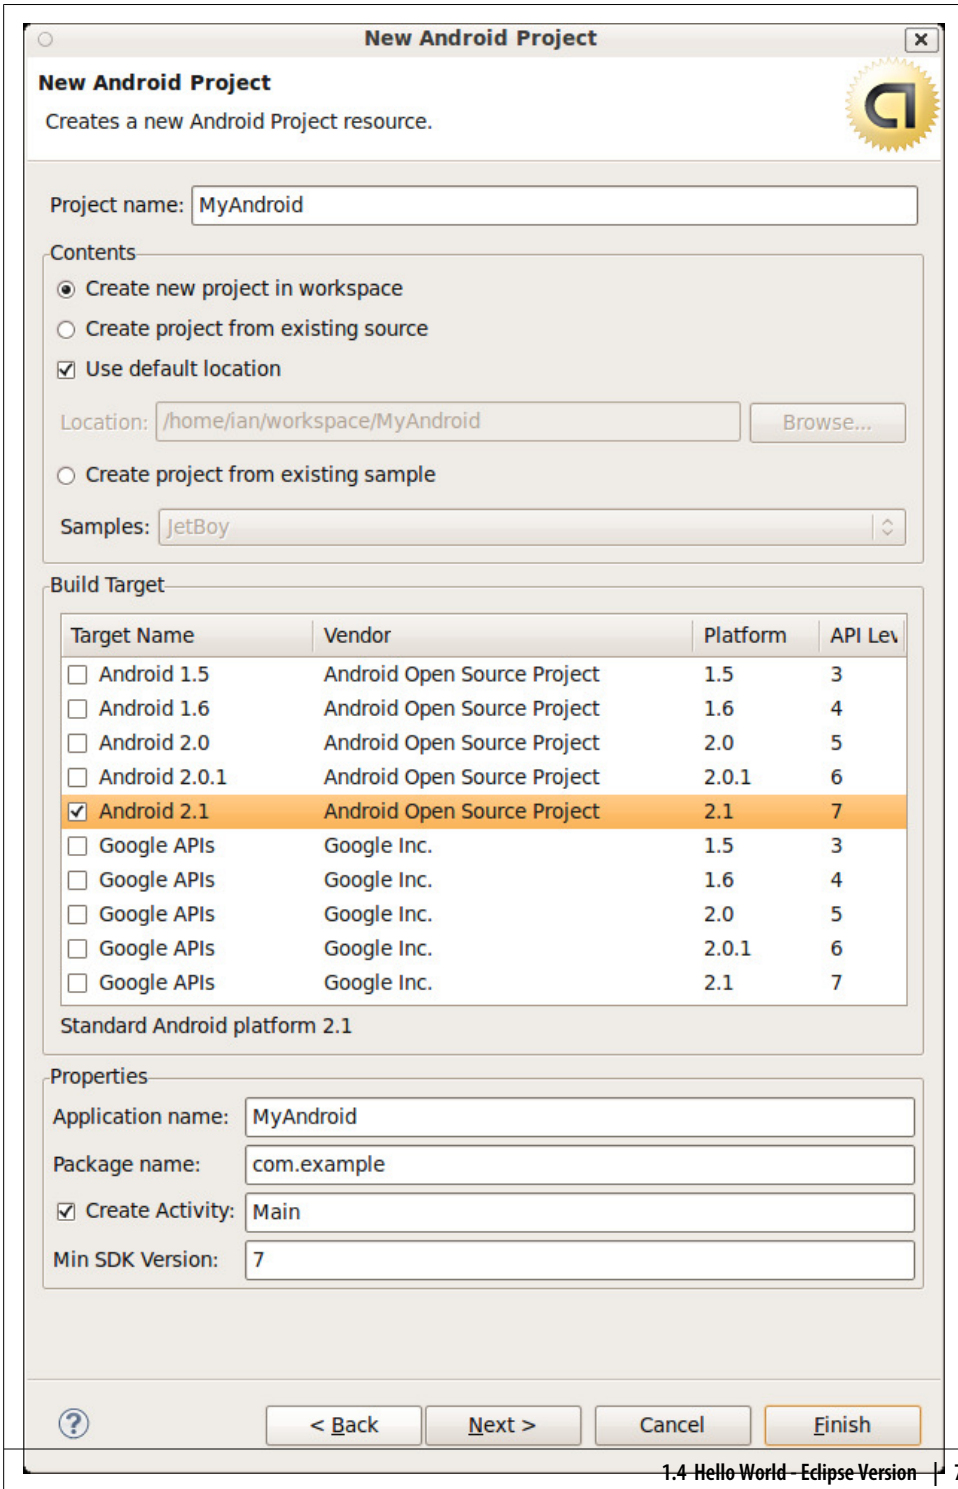 New Android Project
New Android Project
Creates a new Android Project resource.
Project name: MyAndroid
Contents
Create new project in workspace
Create project from existing source
Use default location
Location: /home/ian/workspace/MyAndroid Browse...
Create project from existing sample
Samples: JetBoy
Build Target
Target Name Vendor Platform API Lev
Android 1.5 Android Open Source Project 1.5 3
Android 1.6 Android Open Source Project 1.6 4
Android 2.0 Android Open Source Project 2.0 5
Android 2.0.1 Android Open Source Project 2.0.1 6
Android 2.1 Android Open Source Project 2.1 7
Google APIs Google Inc. 1.5 3
Google APIs Google Inc. 1.6 4
Google APIs Google Inc. 2.0 5
Google APIs Google Inc. 2.0.1 6
Google APIs Google Inc. 2.1 7
Standard Android platform 2.1
Properties
Application name: MyAndroid
Package name: com.example
Create Activity: Main
Min SDK Version: 7
? < Back Next > Cancel Finish
1.4 Hello World - Eclipse Version | 7